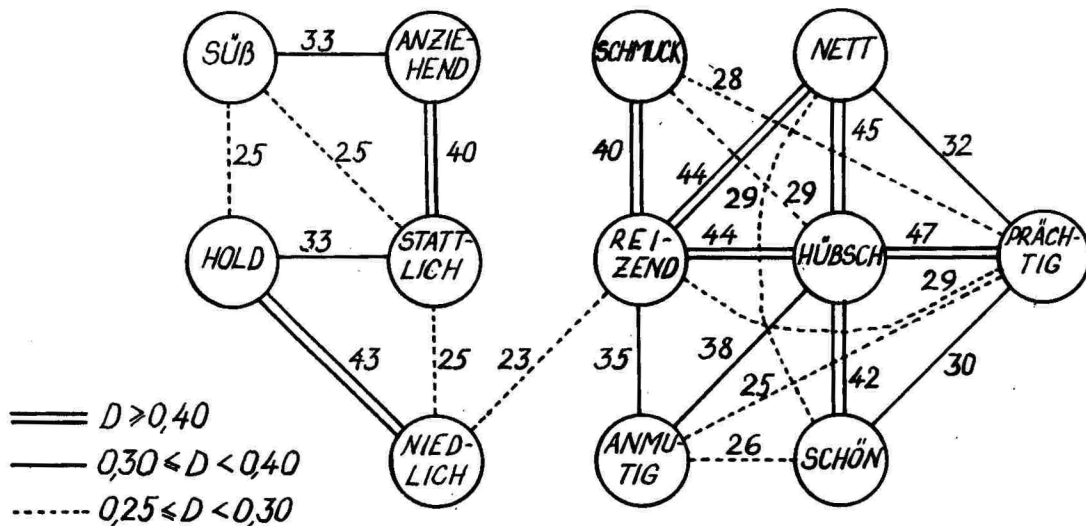 SÜß
33
ANZIE-
HEND
25
25
40
HOLD
33
STATT-
LICH
43
25
23
NIED-
LICH
SCHMUCK
28
NETT
40
44
45
32
29
29
REI-
ZEND
44
HÜBSCH
47
PRÄCH-
TIG
29
35
38
25
42
30
ANMU-
TIG
26
SCHÖN
D ⩾ 0,40
0,30 ⩽ D < 0,40
0,25 ⩽ D < 0,30